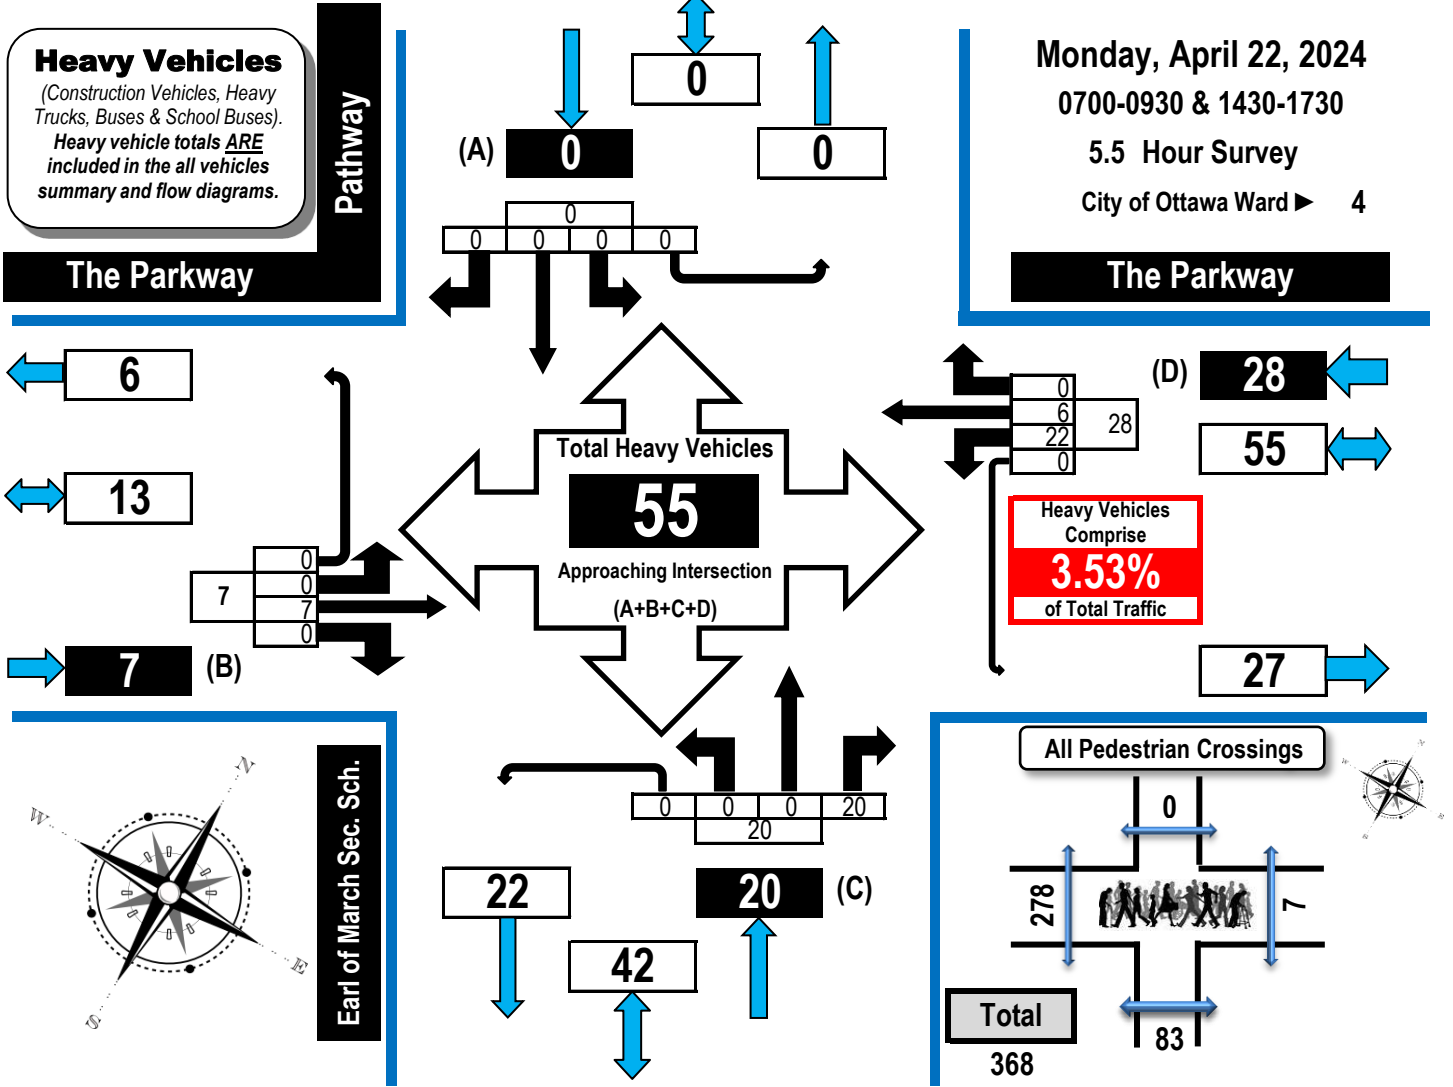 Heavy Vehicles
(Construction Vehicles, Heavy
Trucks, Buses & School Buses).
Heavy vehicle totals ARE
included in the all vehicles
summary and flow diagrams.
Pathway
The Parkway
0
(A)
0
0
0
0
0
0
0
Monday, April 22, 2024
0700-0930 & 1430-1730
5.5 Hour Survey
City of Ottawa Ward ► 4
The Parkway
6
13
0
0
7
7
0
7
(B)
Total Heavy Vehicles
55
Approaching Intersection
(A+B+C+D)
(D)
28
0
6
28
22
0
55
Heavy Vehicles
Comprise
3.53%
of Total Traffic
27
N
W
E
S
Earl of March Sec. Sch.
0
0
0
20
20
22
20
(C)
42
All Pedestrian Crossings
0
278
7
83
Total
368